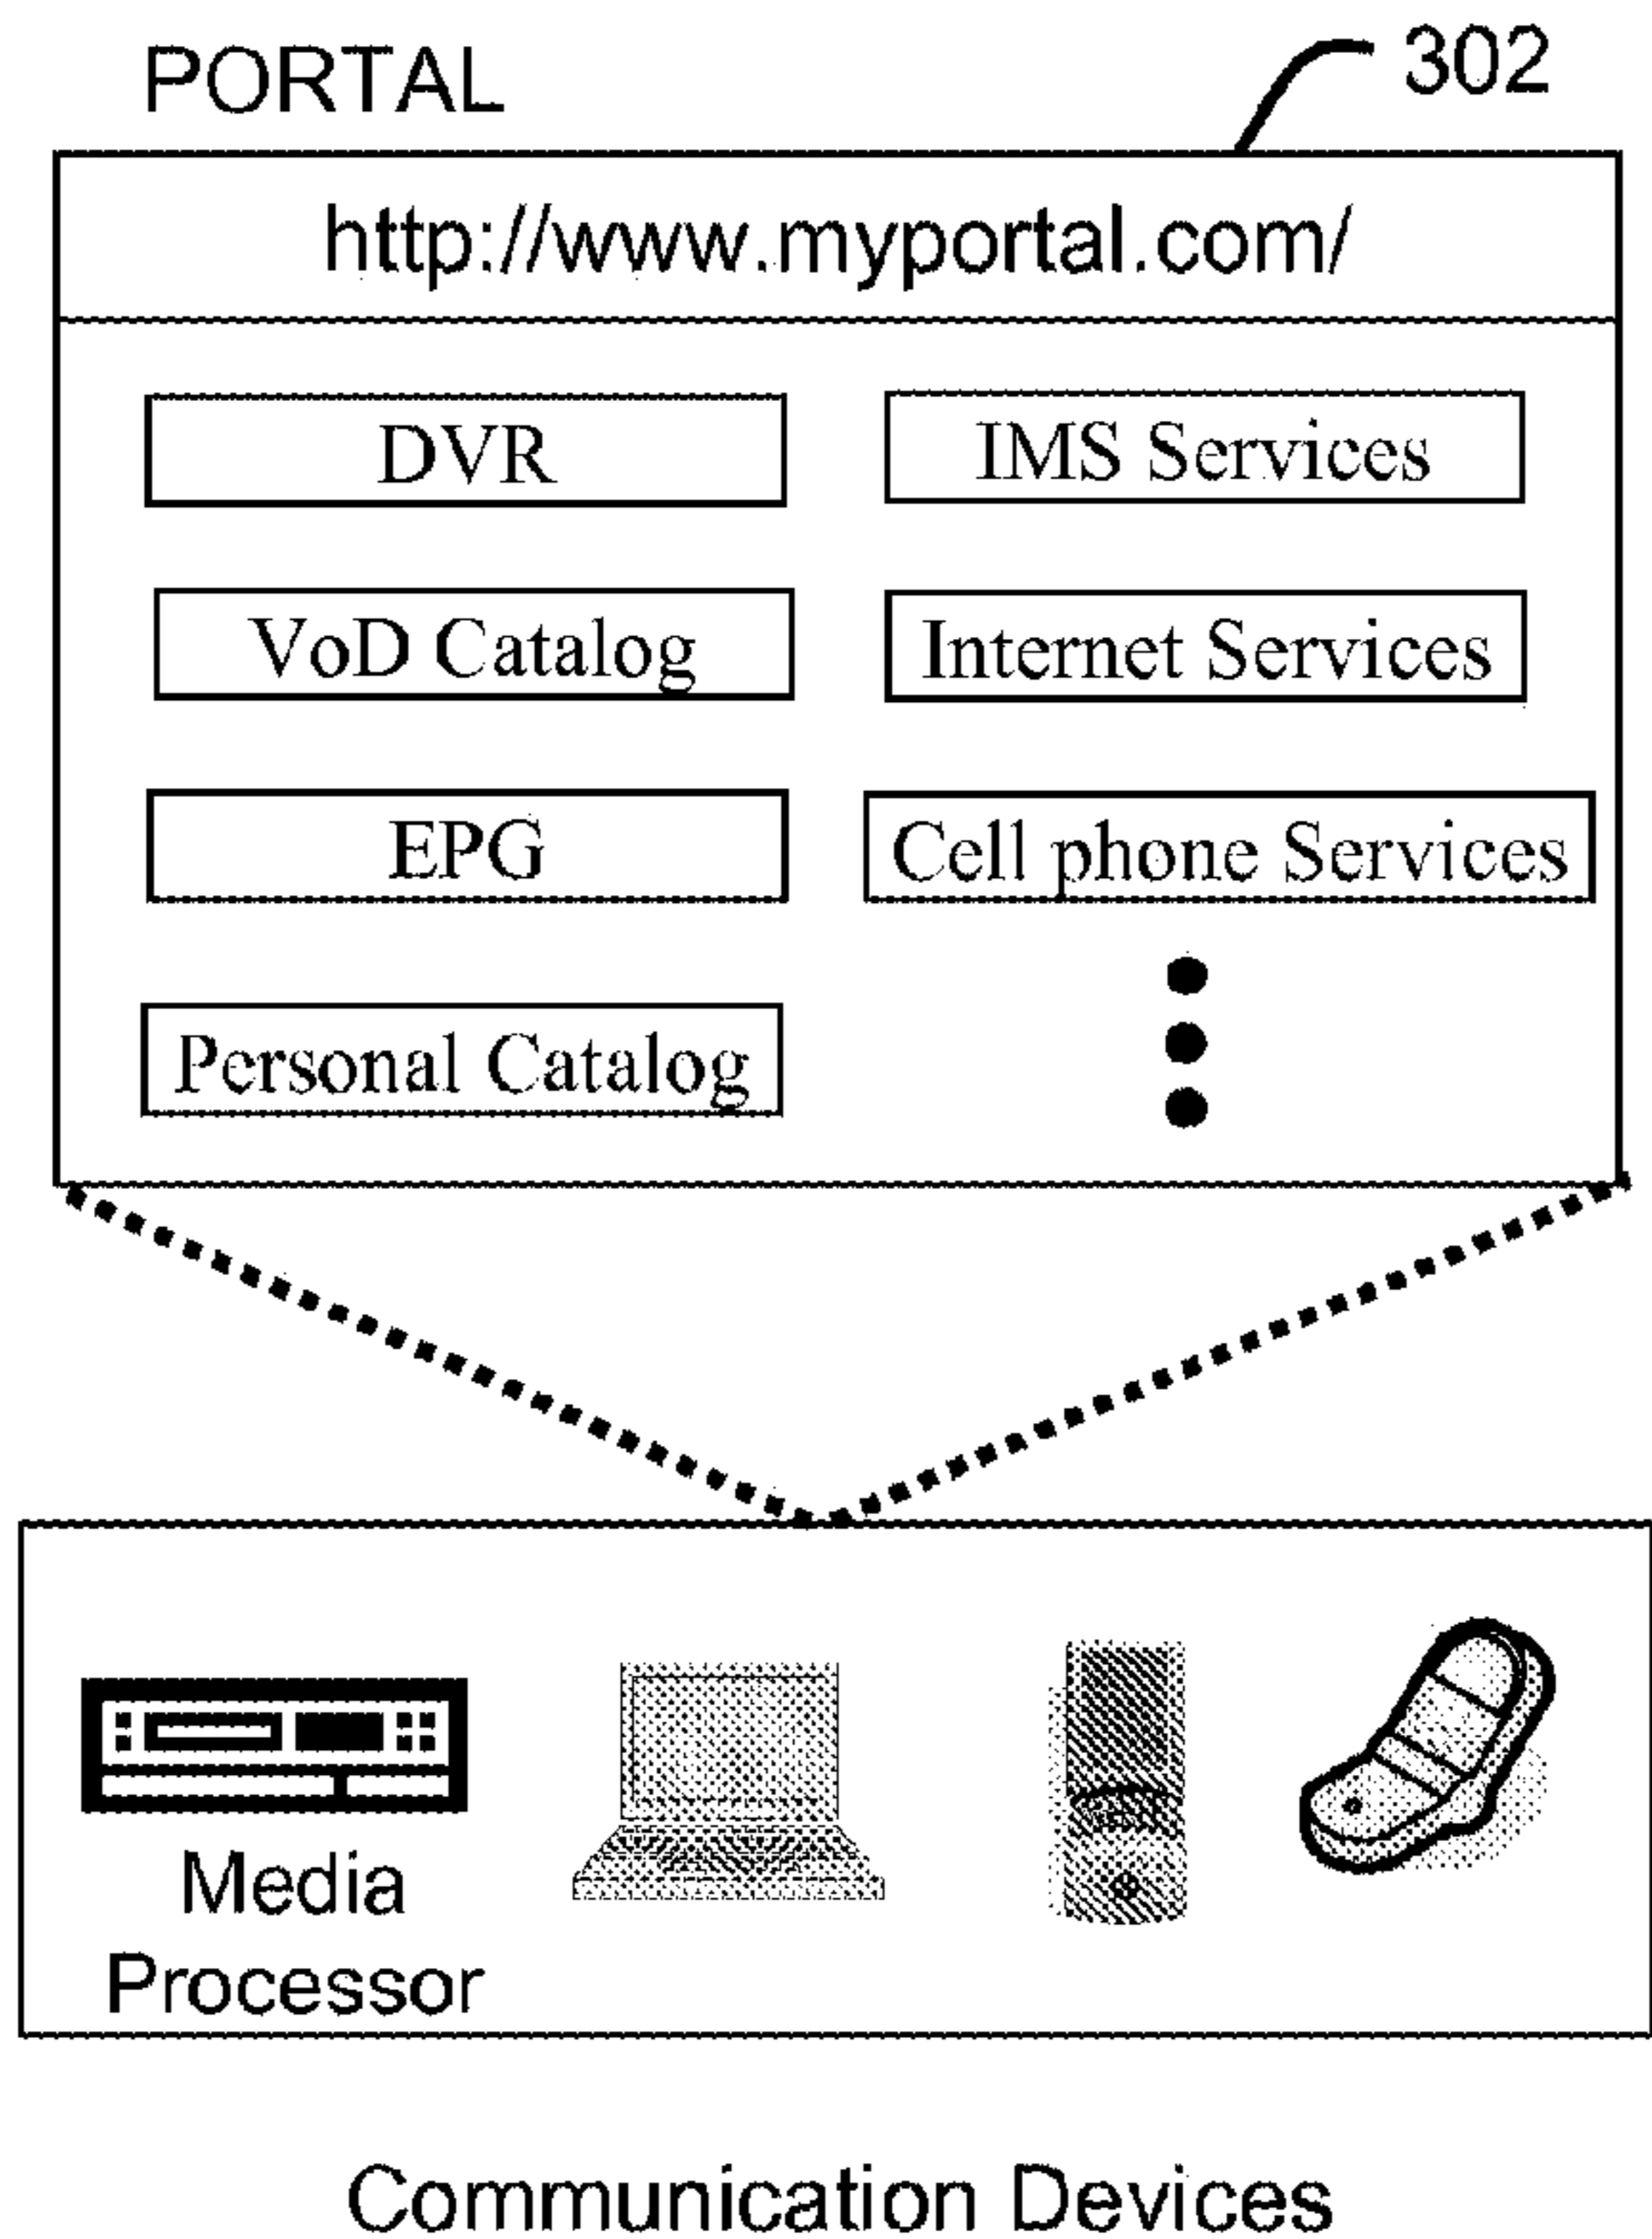 PORTAL
302
http://www.myportal.com/
DVR
IMS Services
VoD Catalog
Internet Services
EPG
Cell phone Services
Personal Catalog
Media
Processor
Communication Devices